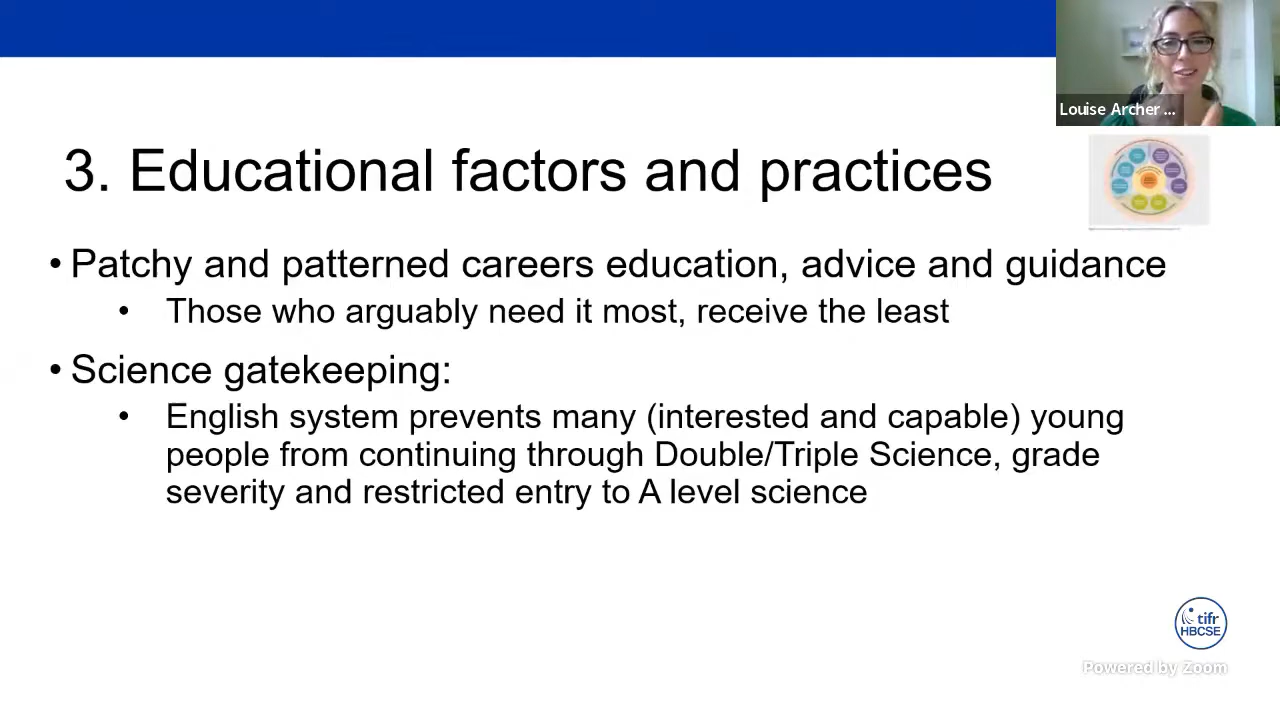 Louise Archer ...
3. Educational factors and practices
• Patchy and patterned careers education, advice and guidance
• Those who arguably need it most, receive the least
• Science gatekeeping:
• English system prevents many (interested and capable) young
people from continuing through Double/Triple Science, grade
severity and restricted entry to A level science
tifr
HBCSE
Powered by Zoom